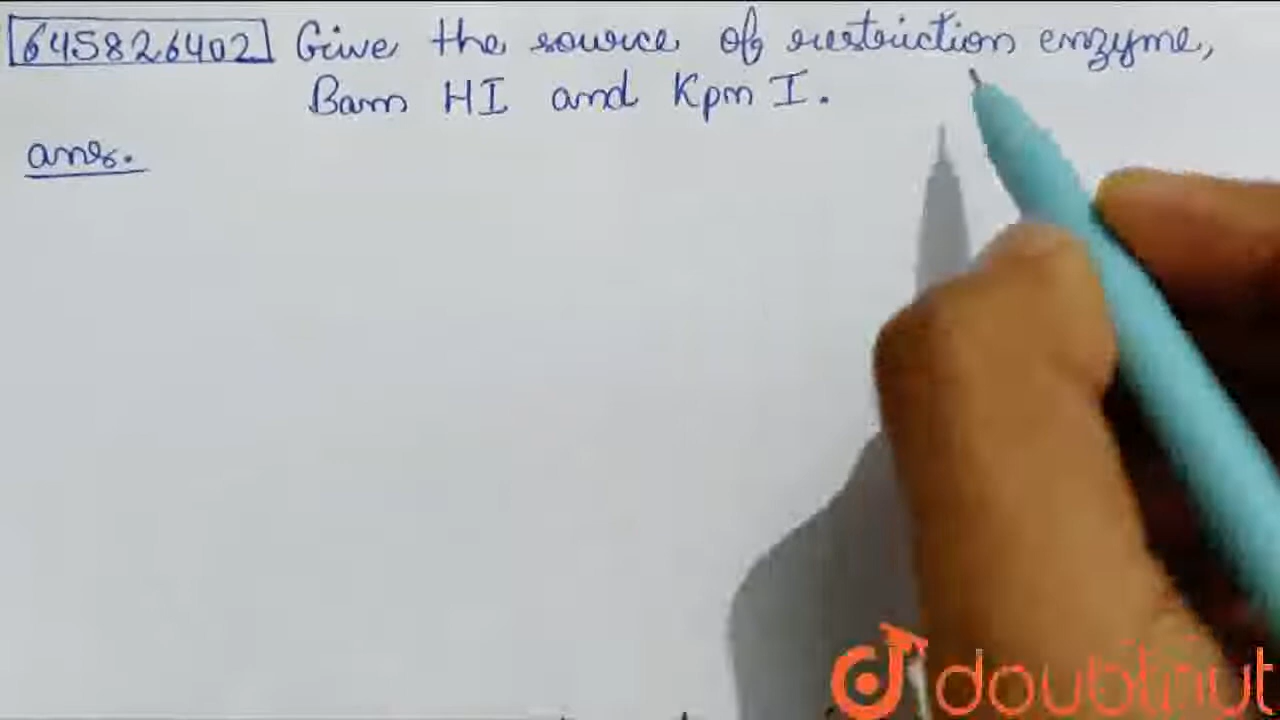 645826402 Give the source of restriction enzyme,
Bam HI and Kpn I.
ans.
doubtnut